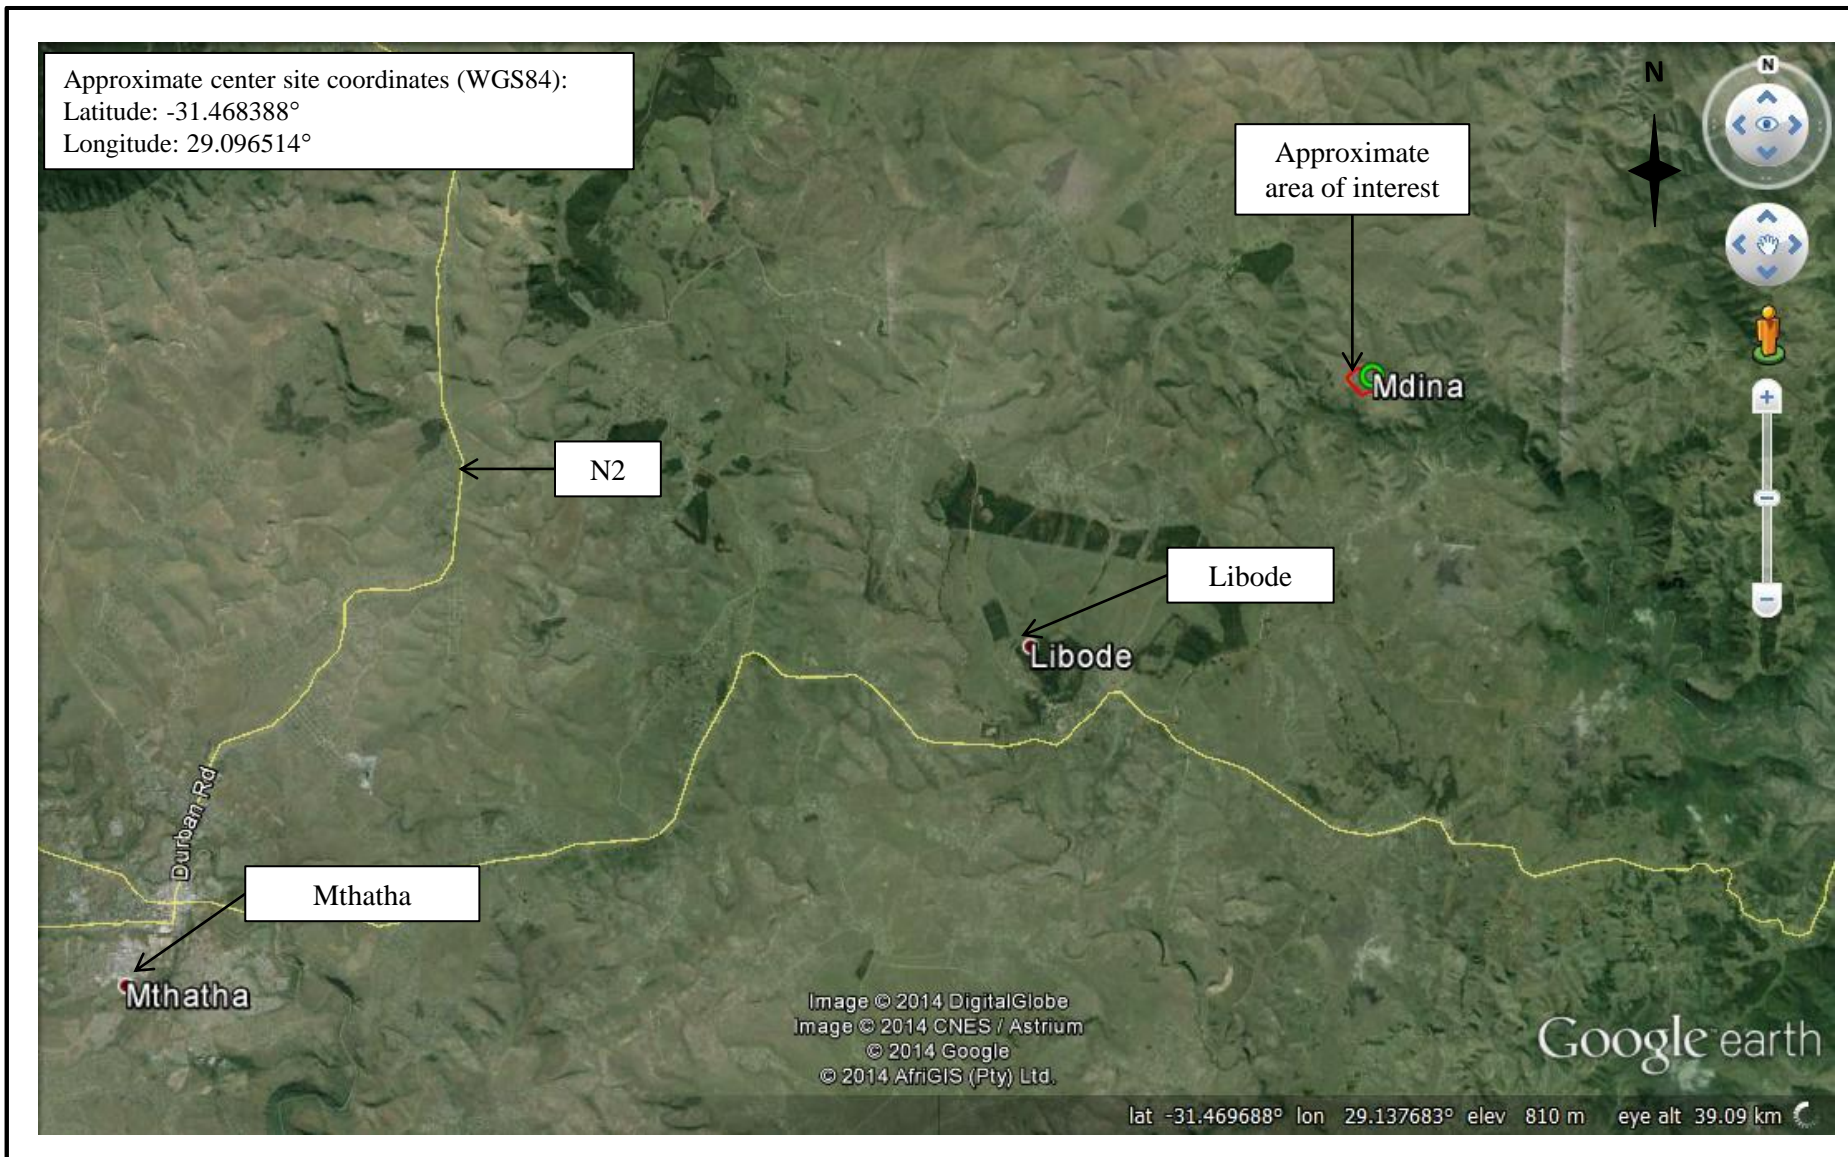 Approximate center site coordinates (WGS84):
Latitude: -31.468388°
Longitude: 29.096514°
N
N
Approximate
area of interest
Mdina
N2
Libode
Libode
Durban Rd
Mthatha
Mthatha
Image © 2014 DigitalGlobe
Image © 2014 CNES / Astrium
© 2014 Google
© 2014 AfriGIS (Pty) Ltd.
Google earth
lat -31.469688° lon 29.137683° elev 810 m eye alt 39.09 km